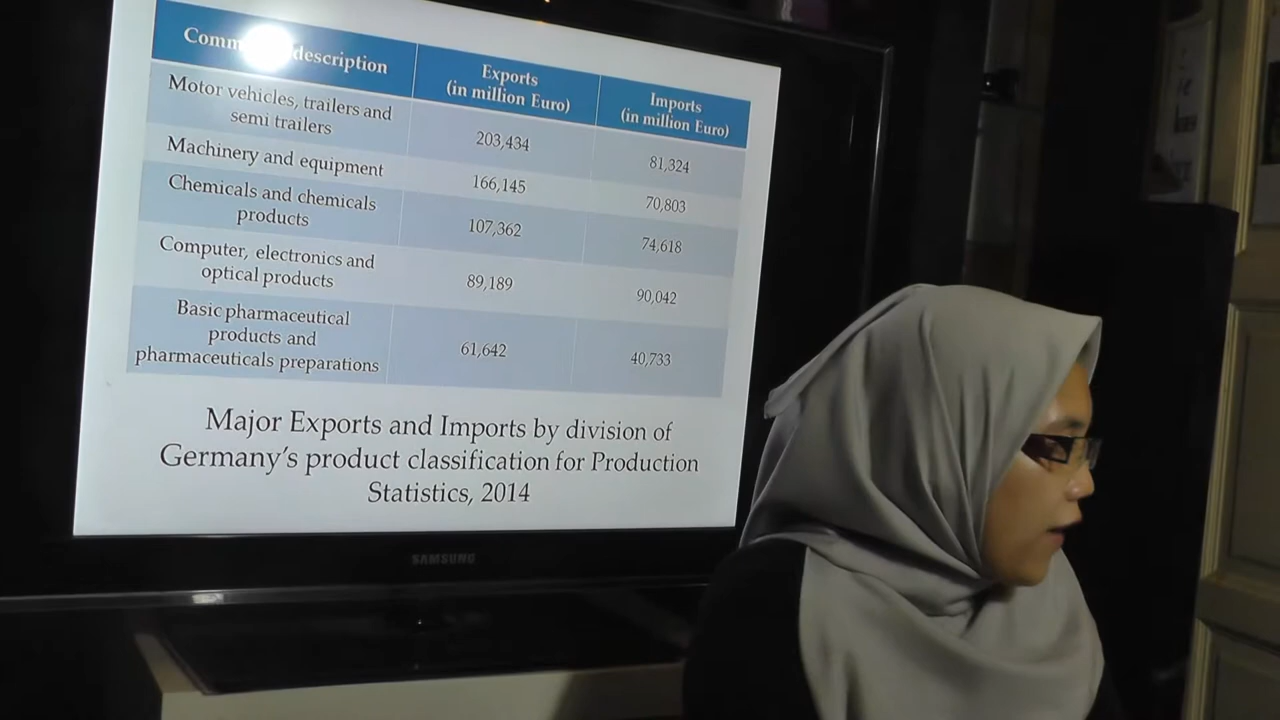 description
Exports
(in million Euro)
Imports
(in million Euro)
Motor vehicles, trailers and
semi trailers
203,434
81,324
Machinery and equipment
166,145
70,803
Chemicals and chemicals
products
107,362
74,618
Computer, electronics and
optical products
89,189
90,042
Basic pharmaceutical
products and
pharmaceuticals preparations
61,642
40,733
Major Exports and Imports by division of
Germany's product classification for Production
Statistics, 2014
SAMSUNG